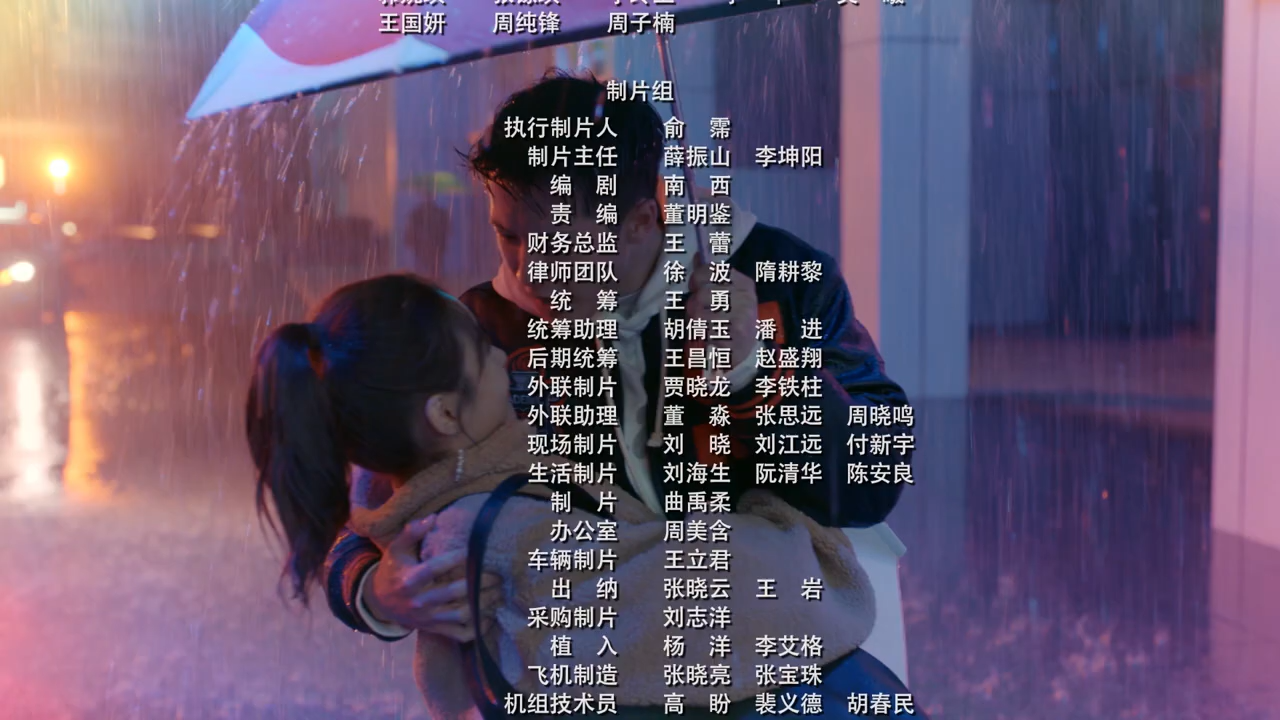 王国妍 周纯锋 周子楠
制片组
执行制片人 俞 霈
制片主任 薛振山 李坤阳
编 剧 南 西
责 编 董明鉴
财务总监 王 蕾
律师团队 徐 波 隋耕黎
统 筹 王 勇
统筹助理 胡倩玉 潘 进
后期统筹 王昌恒 赵盛翔
外联制片 贾晓龙 李铁柱
外联助理 董 淼 张思远 周晓鸣
现场制片 刘 晓 刘江远 付新宇
生活制片 刘海生 阮清华 陈安良
制 片 曲禹柔
办公室 周美含
车辆制片 王立君
出 纳 张晓云 王 岩
采购制片 刘志洋
植 入 杨 洋 李艾格
飞机制造 张晓亮 张宝珠
机组技术员 高 盼 裴义德 胡春民